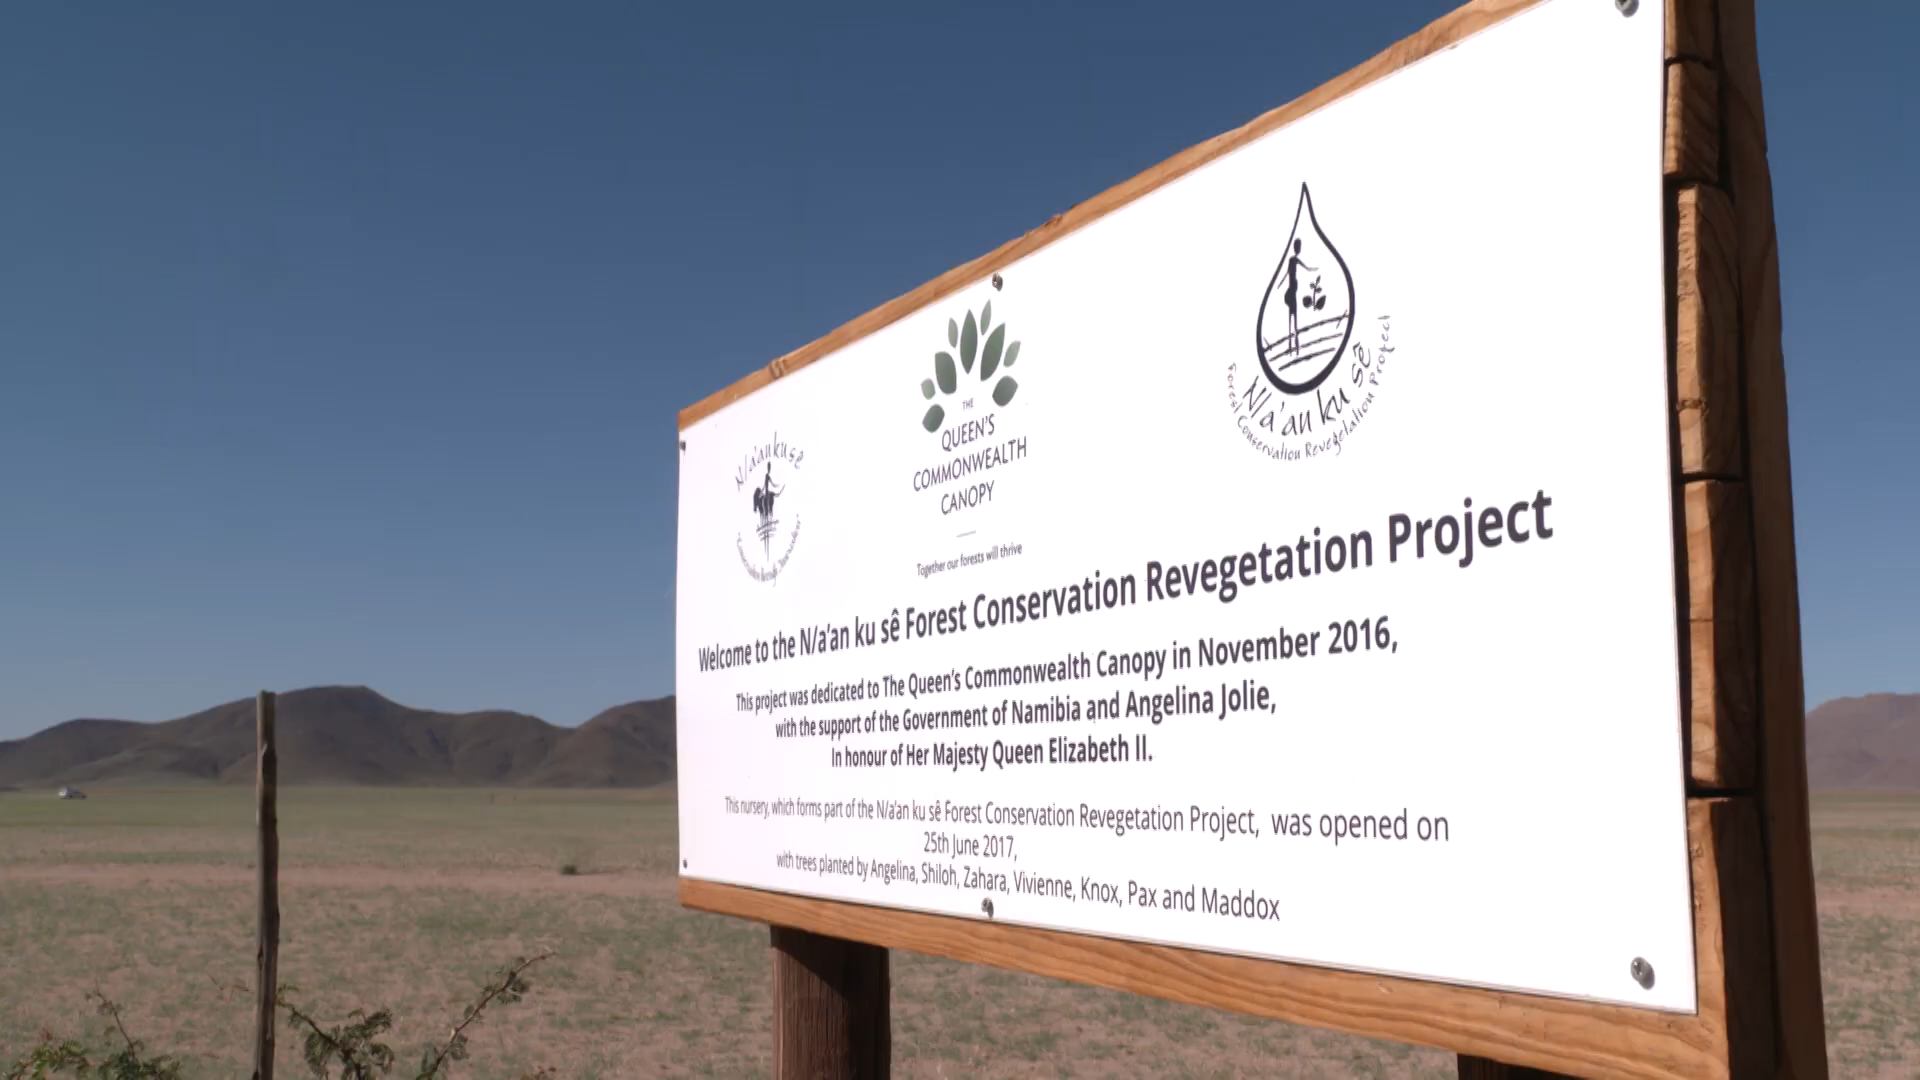 N/a'an ku sê
THE
QUEEN'S
COMMONWEALTH
CANOPY
Together our forests will thrive
N/a'an ku sê
Forest Conservation Revegetation Project
Welcome to the N/a'an ku sê Forest Conservation Revegetation Project
This project was dedicated to The Queen's Commonwealth Canopy in November 2016,
with the support of the Government of Namibia and Angelina Jolie,
In honour of Her Majesty Queen Elizabeth II.
This nursery, which forms part of the N/a'an ku sê Forest Conservation Revegetation Project, was opened on
25th June 2017,
with trees planted by Angelina, Shiloh, Zahara, Vivienne, Knox, Pax and Maddox